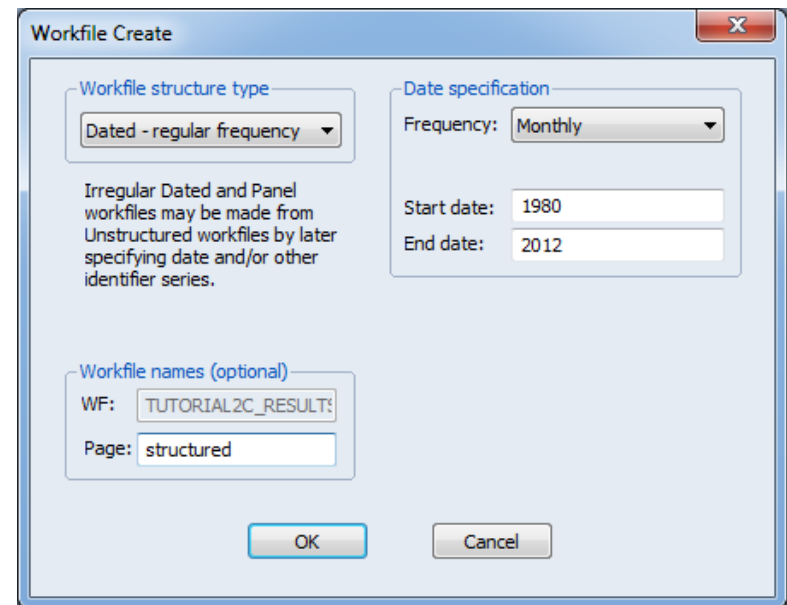 Workfile Create
Workfile structure type
Dated - regular frequency
Irregular Dated and Panel
workfiles may be made from
Unstructured workfiles by later
specifying date and/or other
identifier series.
Date specification
Frequency: Monthly
Start date: 1980
End date: 2012
Workfile names (optional)
WF: TUTORIAL2C_RESULTS
Page: structured
OK Cancel